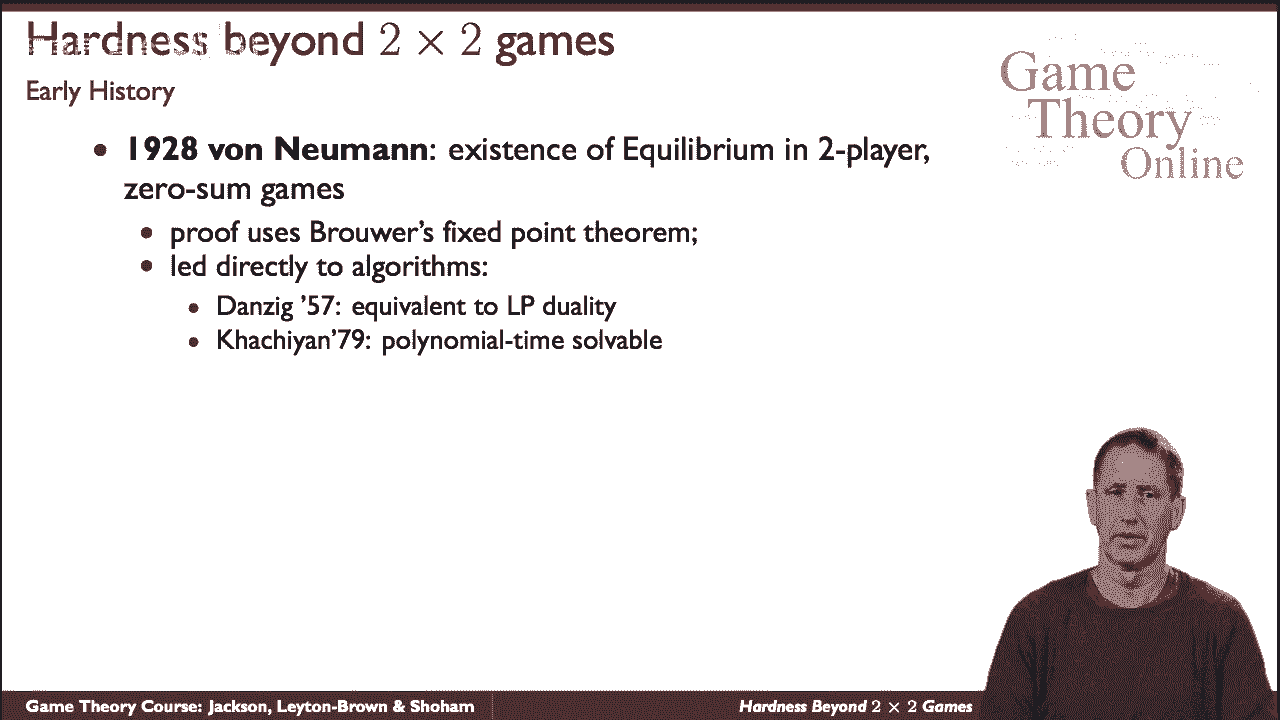 Hardness beyond 2 × 2 games
Early History
Game
Theory
Online
• 1928 von Neumann: existence of Equilibrium in 2-player,
zero-sum games
• proof uses Brouwer's fixed point theorem;
• led directly to algorithms:
• Danzig '57: equivalent to LP duality
• Khachiyan'79: polynomial-time solvable
Game Theory Course: Jackson, Leyton-Brown & Shoham
Hardness Beyond 2 × 2 Games